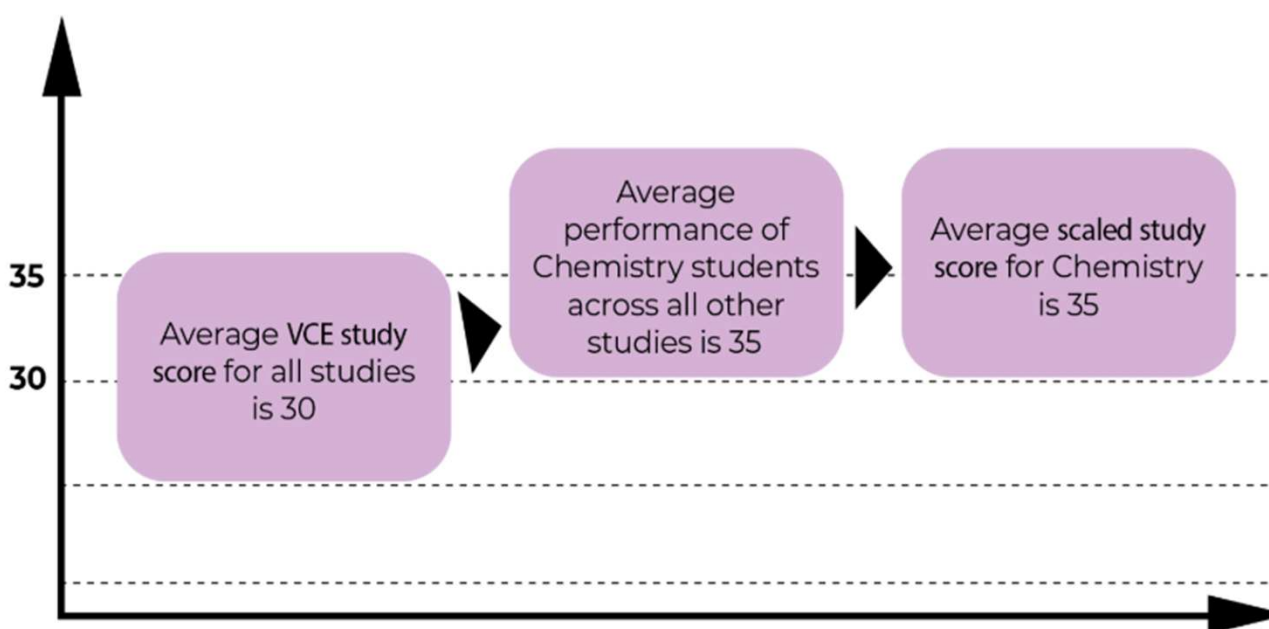 35
30
Average VCE study
score for all studies
is 30
Average
performance of
Chemistry students
across all other
studies is 35
Average scaled study
score for Chemistry
is 35